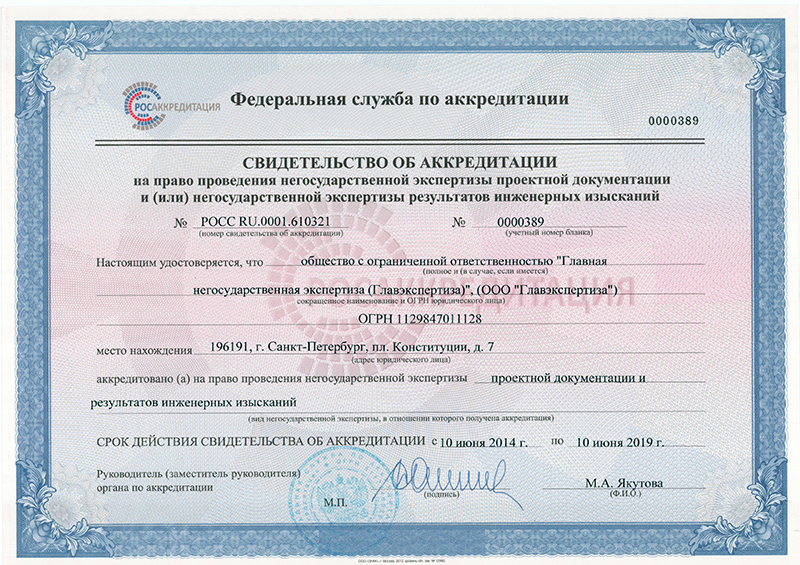 РОСАККРЕДИТАЦИЯ
Федеральная служба по аккредитации
0000389
СВИДЕТЕЛЬСТВО ОБ АККРЕДИТАЦИИ
на право проведения негосударственной экспертизы проектной документации
и (или) негосударственной экспертизы результатов инженерных изысканий
№ РОСС RU.0001.610321 № 0000389
(номер свидетельства об аккредитации) (учетный номер бланка)
Настоящим удостоверяется, что общество с ограниченной ответственностью "Главная
(полное и (в случае, если имеется)
негосударственная экспертиза (Главэкспертиза)", (ООО "Главэкспертиза")
сокращенное наименование и ОГРН юридического лица)
ОГРН 1129847011128
место нахождения 196191, г. Санкт-Петербург, пл. Конституции, д. 7
(адрес юридического лица)
аккредитовано (а) на право проведения негосударственной экспертизы проектной документации и
результатов инженерных изысканий
(вид негосударственной экспертизы, в отношении которого получена аккредитация)
СРОК ДЕЙСТВИЯ СВИДЕТЕЛЬСТВА ОБ АККРЕДИТАЦИИ с 10 июня 2014 г. по 10 июня 2019 г.
Руководитель (заместитель руководителя)
органа по аккредитации
М.П.
(подпись)
М.А. Якутова
(Ф.И.О.)